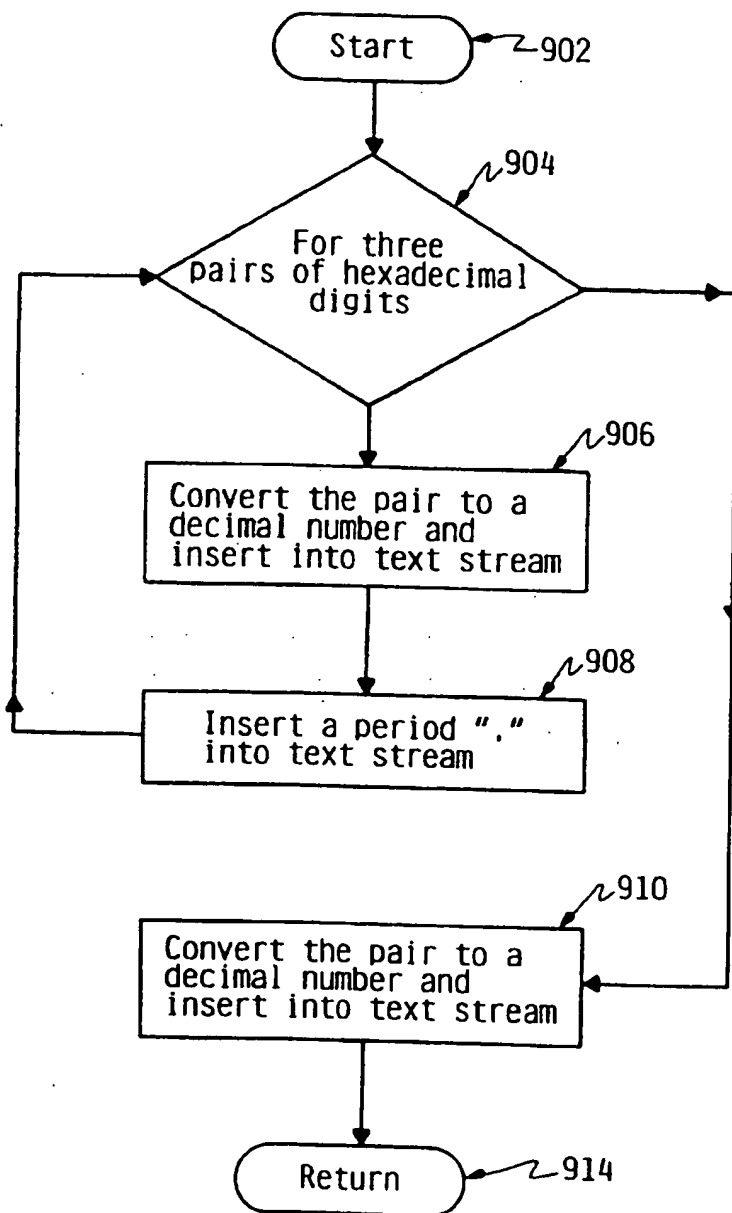 Start
902
904
For three
pairs of hexadecimal
digits
906
Convert the pair to a
decimal number and
insert into text stream
908
Insert a period "."
into text stream
910
Convert the pair to a
decimal number and
insert into text stream
Return
914